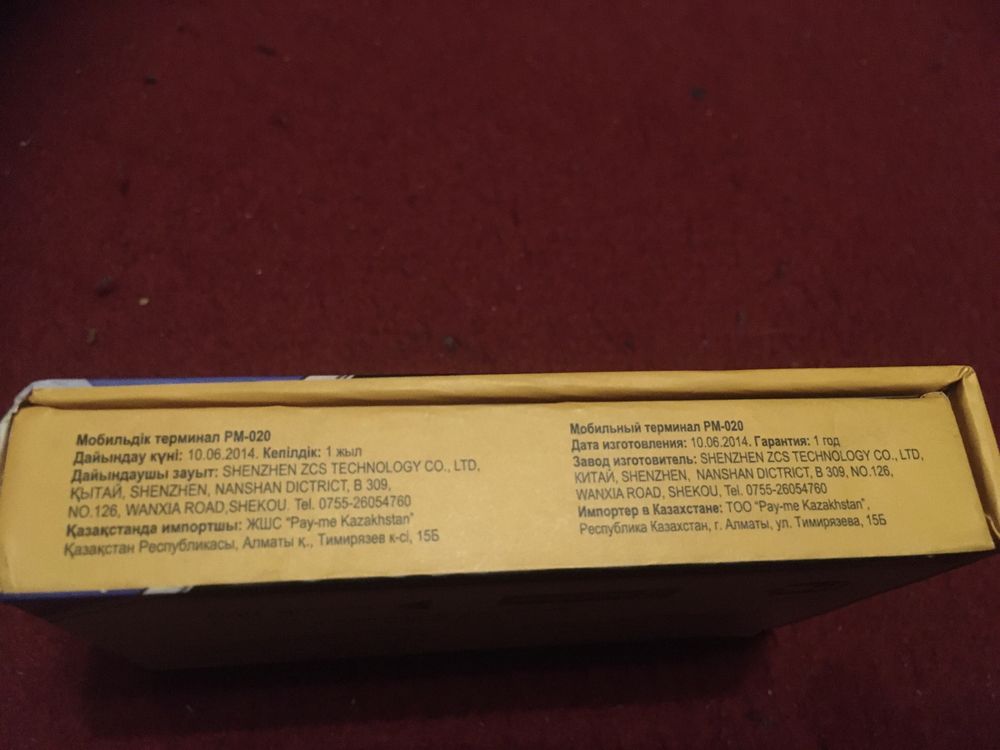 Мобильдік терминал PM-020
Дайындау күні: 10.06.2014. Кепілдік: 1 жыл
Дайындаушы зауыт: SHENZHEN ZCS TECHNOLOGY CO., LTD,
ҚЫТАЙ, SHENZHEN, NANSHAN DICTRICT, B 309,
NO.126, WANXIA ROAD,SHEKOU. Tel. 0755-26054760
Қазақстанда импортшы: ЖШС "Pay-me Kazakhstan"
Қазақстан Республикасы, Алматы қ., Тимирязев к-сі, 15Б
Мобильный терминал PM-020
Дата изготовления: 10.06.2014. Гарантия: 1 год
Завод изготовитель: SHENZHEN ZCS TECHNOLOGY CO., LTD,
КИТАЙ, SHENZHEN, NANSHAN DICTRICT, B 309, NO.126,
WANXIA ROAD, SHEKOU, Tel. 0755-26054760
Импортер в Казахстане: ТОО "Pay-me Kazakhstan",
Республика Казахстан, г. Алматы, ул. Тимирязева, 15Б